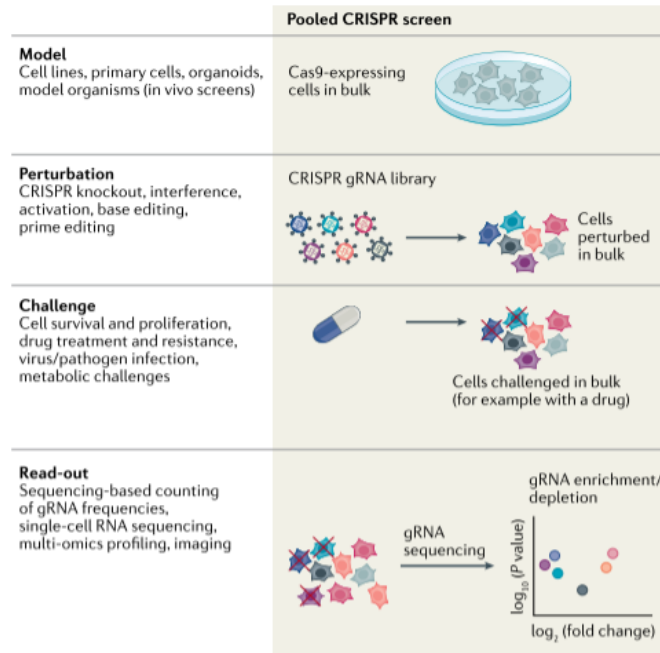 Pooled CRISPR screen
Model
Cell lines, primary cells, organoids,
model organisms (in vivo screens)
Cas9-expressing
cells in bulk
Perturbation
CRISPR knockout, interference,
activation, base editing,
prime editing
CRISPR gRNA library
Cells
perturbed
in bulk
Challenge
Cell survival and proliferation,
drug treatment and resistance,
virus/pathogen infection,
metabolic challenges
Cells challenged in bulk
(for example with a drug)
Read-out
Sequencing-based counting
of gRNA frequencies,
single-cell RNA sequencing,
multi-omics profiling, imaging
gRNA
sequencing
gRNA enrichment/
depletion
log₁₀ (P value)
log₂ (fold change)